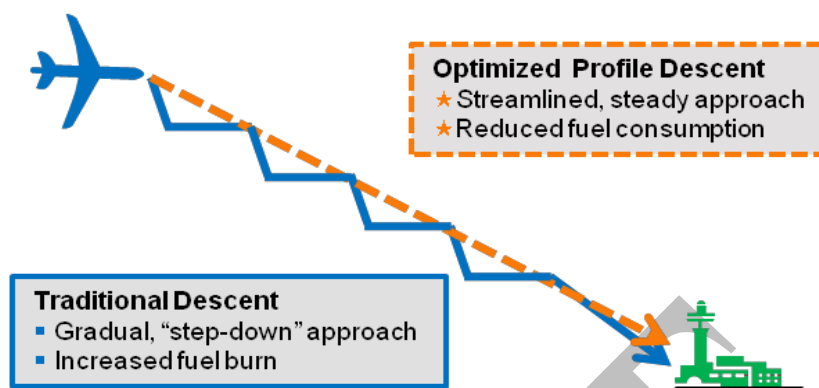 Optimized Profile Descent
Streamlined, steady approach
Reduced fuel consumption
Traditional Descent
Gradual, “step-down” approach
Increased fuel burn